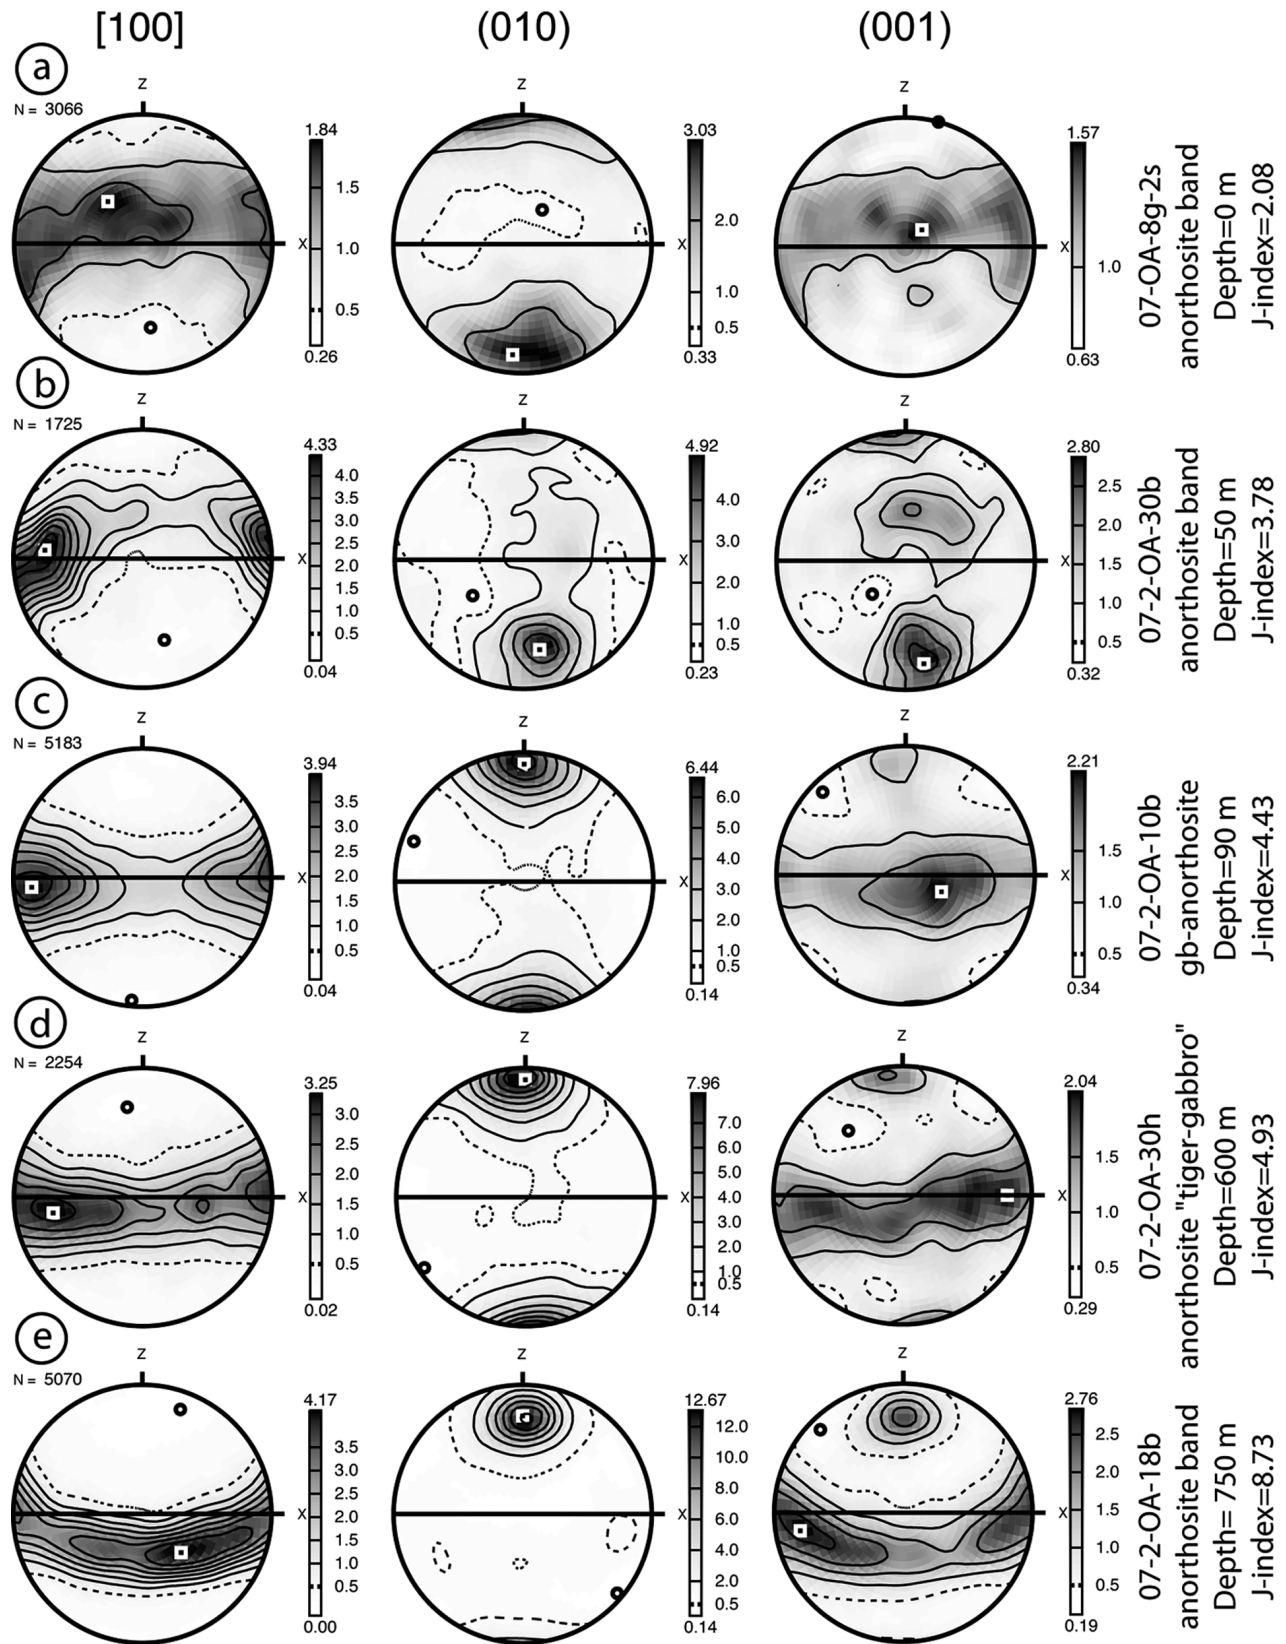 [100] (010) (001)
a
N = 3066
Z Z Z
X X
1.84
1.5
1.0
0.5
0.26
3.03
2.0
1.0
0.5
0.33
1.57
1.0
0.63
07-OA-8g-2s
anorthosite band
Depth=0 m
J-index=2.08
b
N = 1725
Z Z Z
X X
4.33
4.0
3.5
3.0
2.5
2.0
1.5
1.0
0.5
0.04
4.92
4.0
3.0
2.0
1.0
0.5
0.23
2.80
2.5
2.0
1.5
1.0
0.5
0.32
07-2-OA-30b
anorthosite band
Depth=50 m
J-index=3.78
c
N = 5183
Z Z Z
X X
3.94
3.5
3.0
2.5
2.0
1.5
1.0
0.5
0.04
6.44
6.0
5.0
4.0
3.0
2.0
1.0
0.5
0.14
2.21
1.5
1.0
0.5
0.34
07-2-OA-10b
gb-anorthosite
Depth=90 m
J-index=4.43
d
N = 2254
Z Z Z
X X
3.25
3.0
2.5
2.0
1.5
1.0
0.5
0.02
7.96
7.0
6.0
5.0
4.0
3.0
2.0
1.0
0.5
0.14
2.04
1.5
1.0
0.5
0.29
07-2-OA-30h
anorthosite "tiger-gabbro"
Depth=600 m
J-index=4.93
e
N = 5070
Z Z Z
X X
4.17
3.5
3.0
2.5
2.0
1.5
1.0
0.5
0.00
12.67
12.0
10.0
8.0
6.0
4.0
2.0
0.5
0.14
2.76
2.5
2.0
1.5
1.0
0.5
0.19
07-2-OA-18b
anorthosite band
Depth= 750 m
J-index=8.73